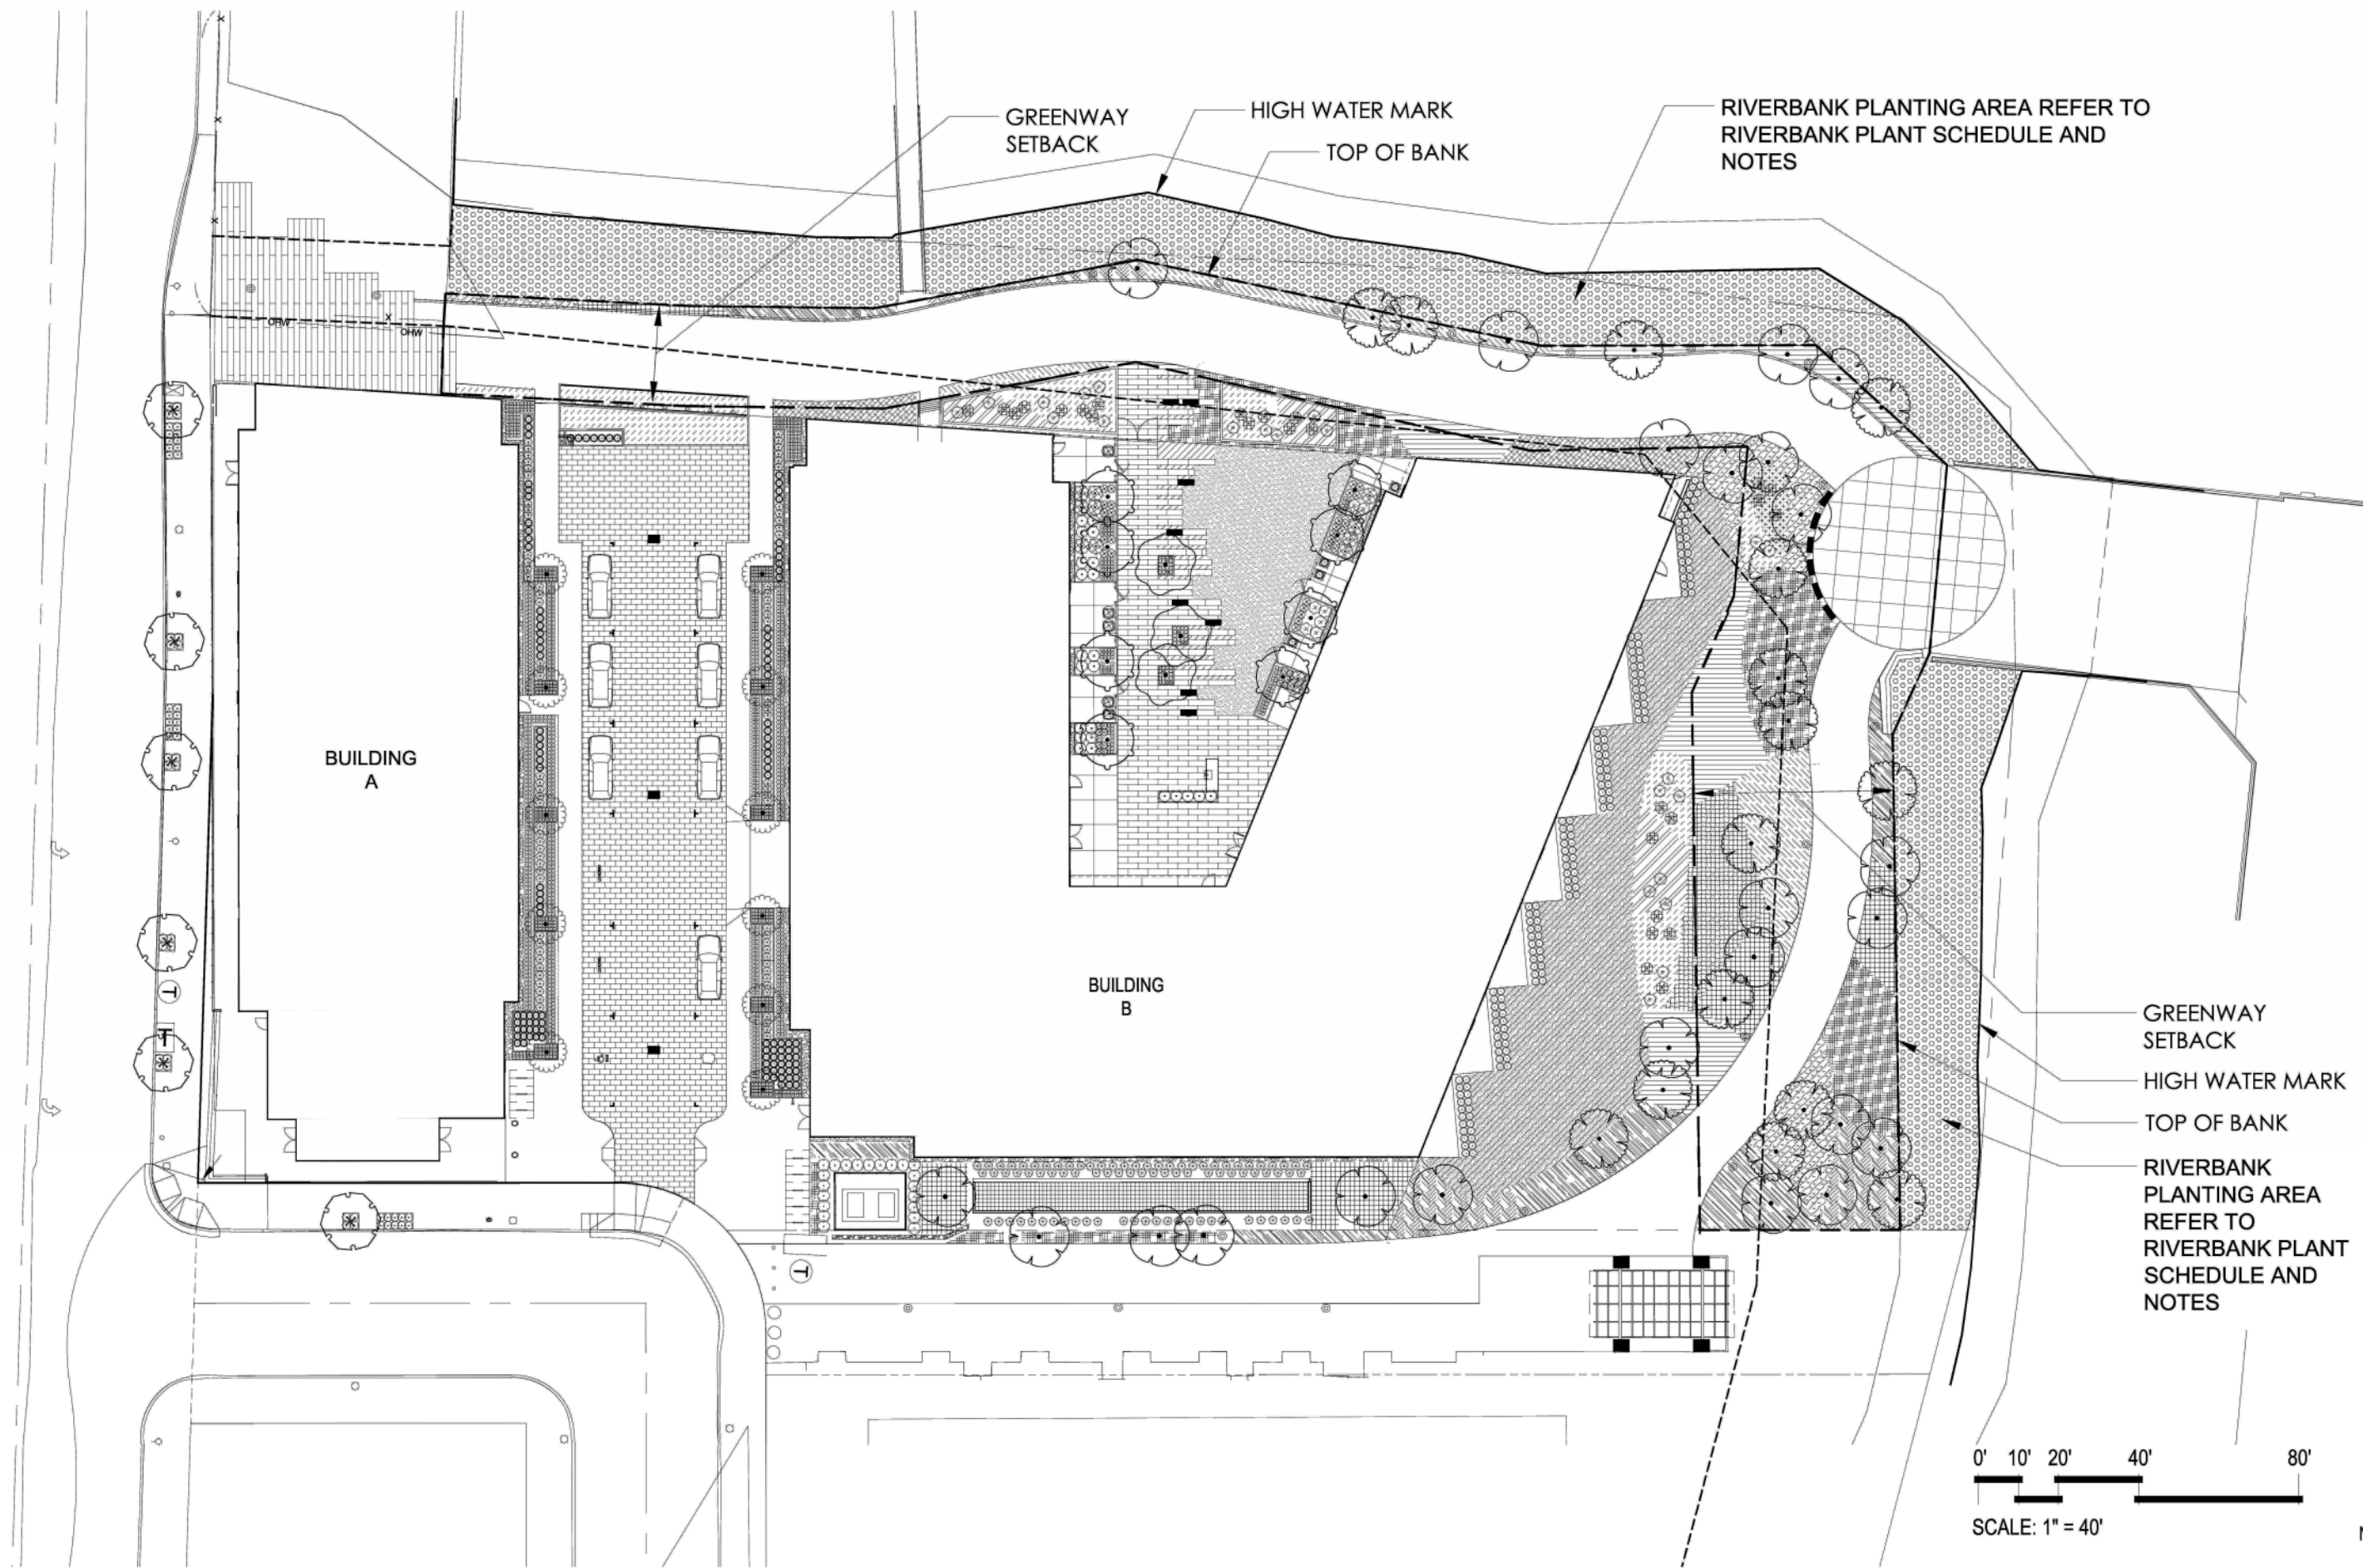 GREENWAY
SETBACK
HIGH WATER MARK
TOP OF BANK
RIVERBANK PLANTING AREA REFER TO
RIVERBANK PLANT SCHEDULE AND
NOTES
OHW
OHW
BUILDING
A
BUILDING
B
T
T
GREENWAY
SETBACK
HIGH WATER MARK
TOP OF BANK
RIVERBANK
PLANTING AREA
REFER TO
RIVERBANK PLANT
SCHEDULE AND
NOTES
0' 10' 20' 40' 80'
SCALE: 1" = 40'